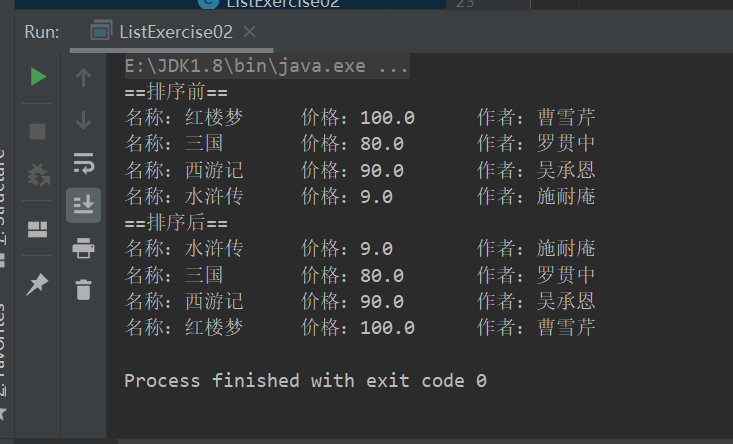 ListExercise02 23
Run: ListExercise02
E:\JDK1.8\bin\java.exe ...
==排序前==
名称：红楼梦 价格：100.0 作者：曹雪芹
名称：三国 价格：80.0 作者：罗贯中
名称：西游记 价格：90.0 作者：吴承恩
名称：水浒传 价格：9.0 作者：施耐庵
==排序后==
名称：水浒传 价格：9.0 作者：施耐庵
名称：三国 价格：80.0 作者：罗贯中
名称：西游记 价格：90.0 作者：吴承恩
名称：红楼梦 价格：100.0 作者：曹雪芹
Process finished with exit code 0